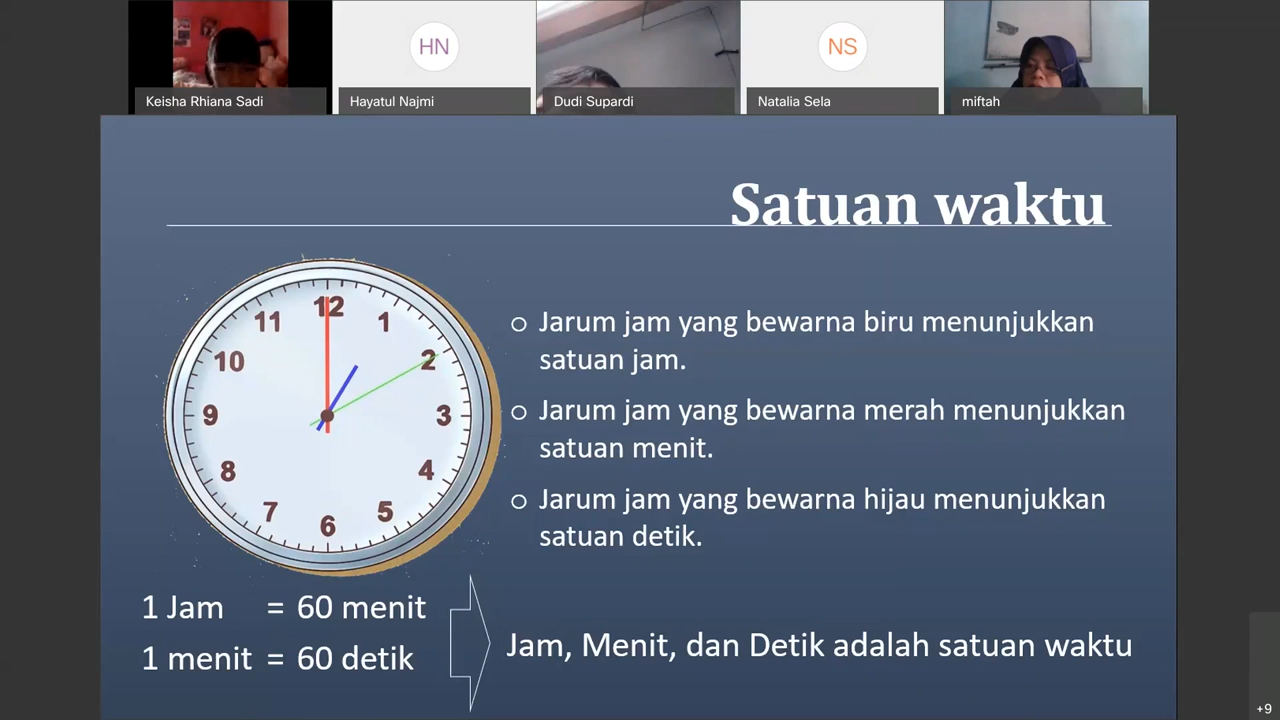 HN
NS
Keisha Rhiana Sadi
Hayatul Najmi
Dudi Supardi
Natalia Sela
miftah
Satuan waktu
12
11
1
10
2
9
3
8
4
7
5
6
○ Jarum jam yang bewarna biru menunjukkan
satuan jam.
○ Jarum jam yang bewarna merah menunjukkan
satuan menit.
○ Jarum jam yang bewarna hijau menunjukkan
satuan detik.
1 Jam = 60 menit
1 menit = 60 detik
Jam, Menit, dan Detik adalah satuan waktu
+9